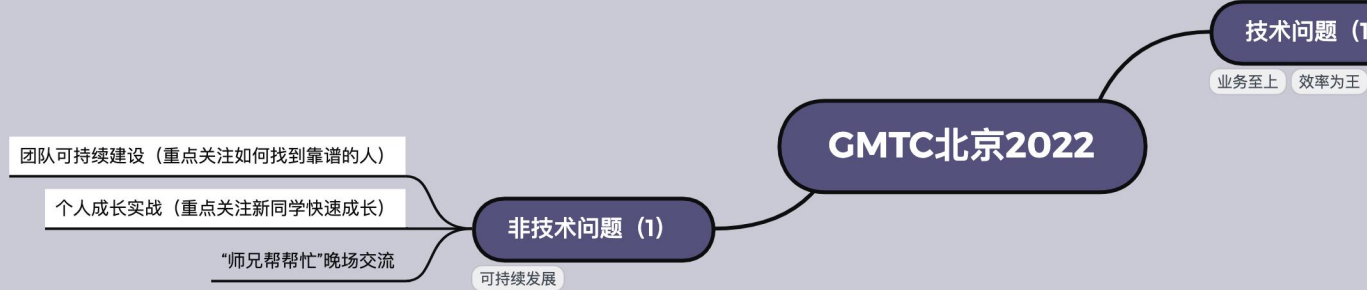 技术问题（1
业务至上
效率为王
GMTC北京2022
团队可持续建设（重点关注如何找到靠谱的人）
个人成长实战（重点关注新同学快速成长）
“师兄帮帮忙”晚场交流
非技术问题（1）
可持续发展